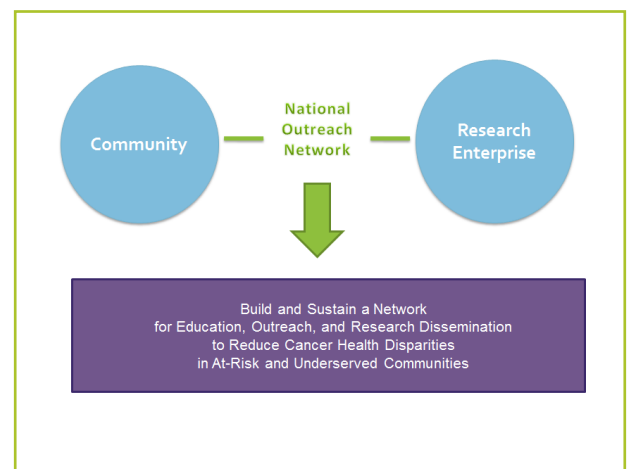 Community
National
Outreach
Network
Research
Enterprise
Build and Sustain a Network
for Education, Outreach, and Research Dissemination
to Reduce Cancer Health Disparities
in At-Risk and Underserved Communities